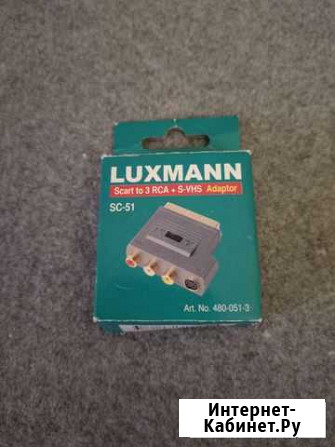 LUXMANN
Scart to 3 RCA + S-VHS Adaptor
SC-51
Art. No. 480-051-3
Интернет-
Кабинет.Ру